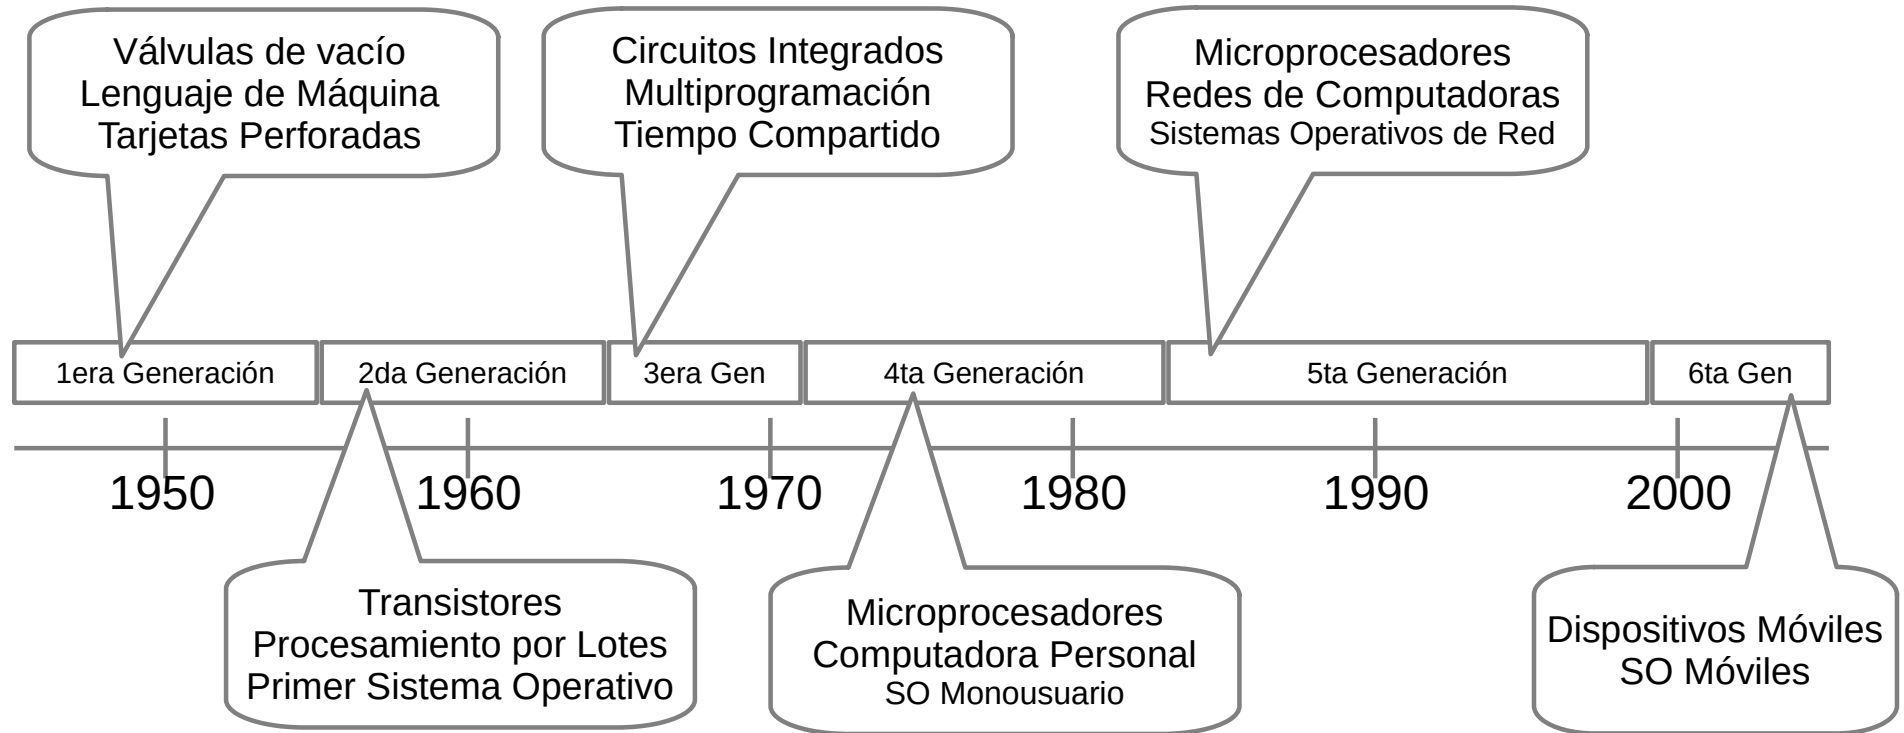 Válvulas de vacío
Lenguaje de Máquina
Tarjetas Perforadas
Circuitos Integrados
Multiprogramación
Tiempo Compartido
Microprocesadores
Redes de Computadoras
Sistemas Operativos de Red
1era Generación
2da Generación
3era Gen
4ta Generación
5ta Generación
6ta Gen
1950
1960
1970
1980
1990
2000
Transistores
Procesamiento por Lotes
Primer Sistema Operativo
Microprocesadores
Computadora Personal
SO Monousuario
Dispositivos Móviles
SO Móviles